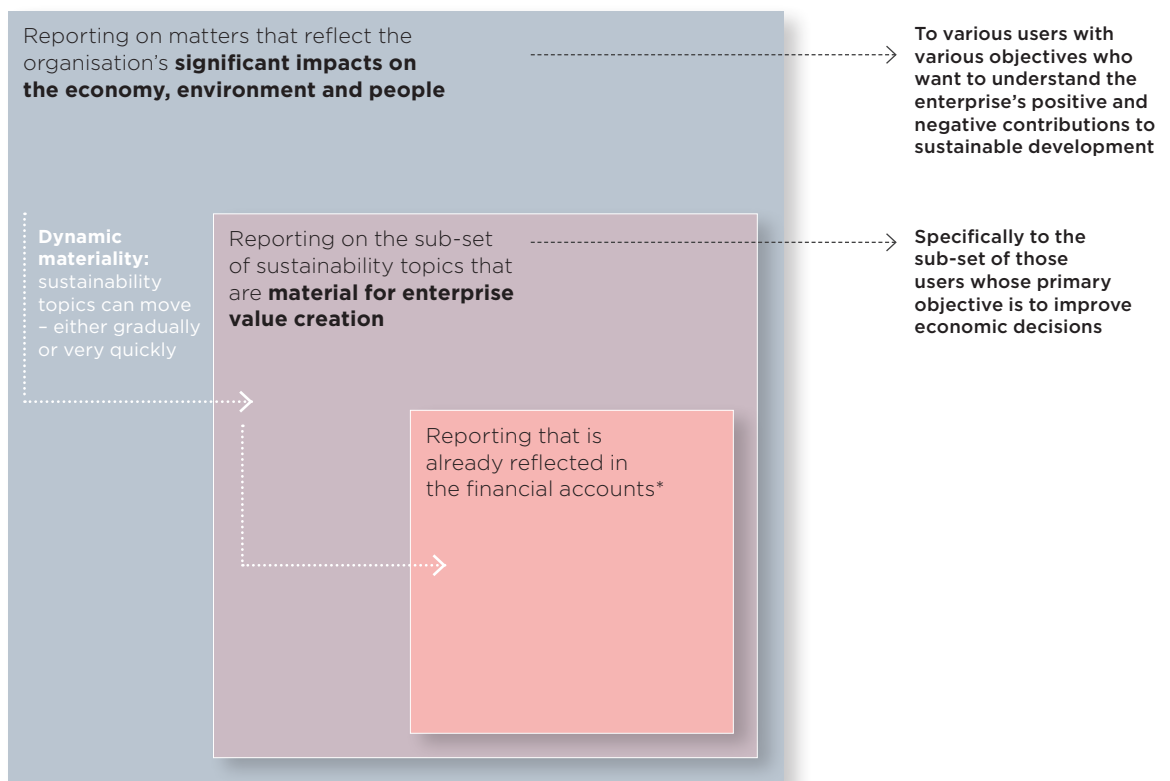 Reporting on matters that reflect the
organisation’s significant impacts on
the economy, environment and people
To various users with
various objectives who
want to understand the
enterprise’s positive and
negative contributions to
sustainable development
Dynamic
materiality:
sustainability
topics can move
– either gradually
or very quickly
Reporting on the sub-set
of sustainability topics that
are material for enterprise
value creation
Specifically to the
sub-set of those
users whose primary
objective is to improve
economic decisions
Reporting that is
already reflected in
the financial accounts*